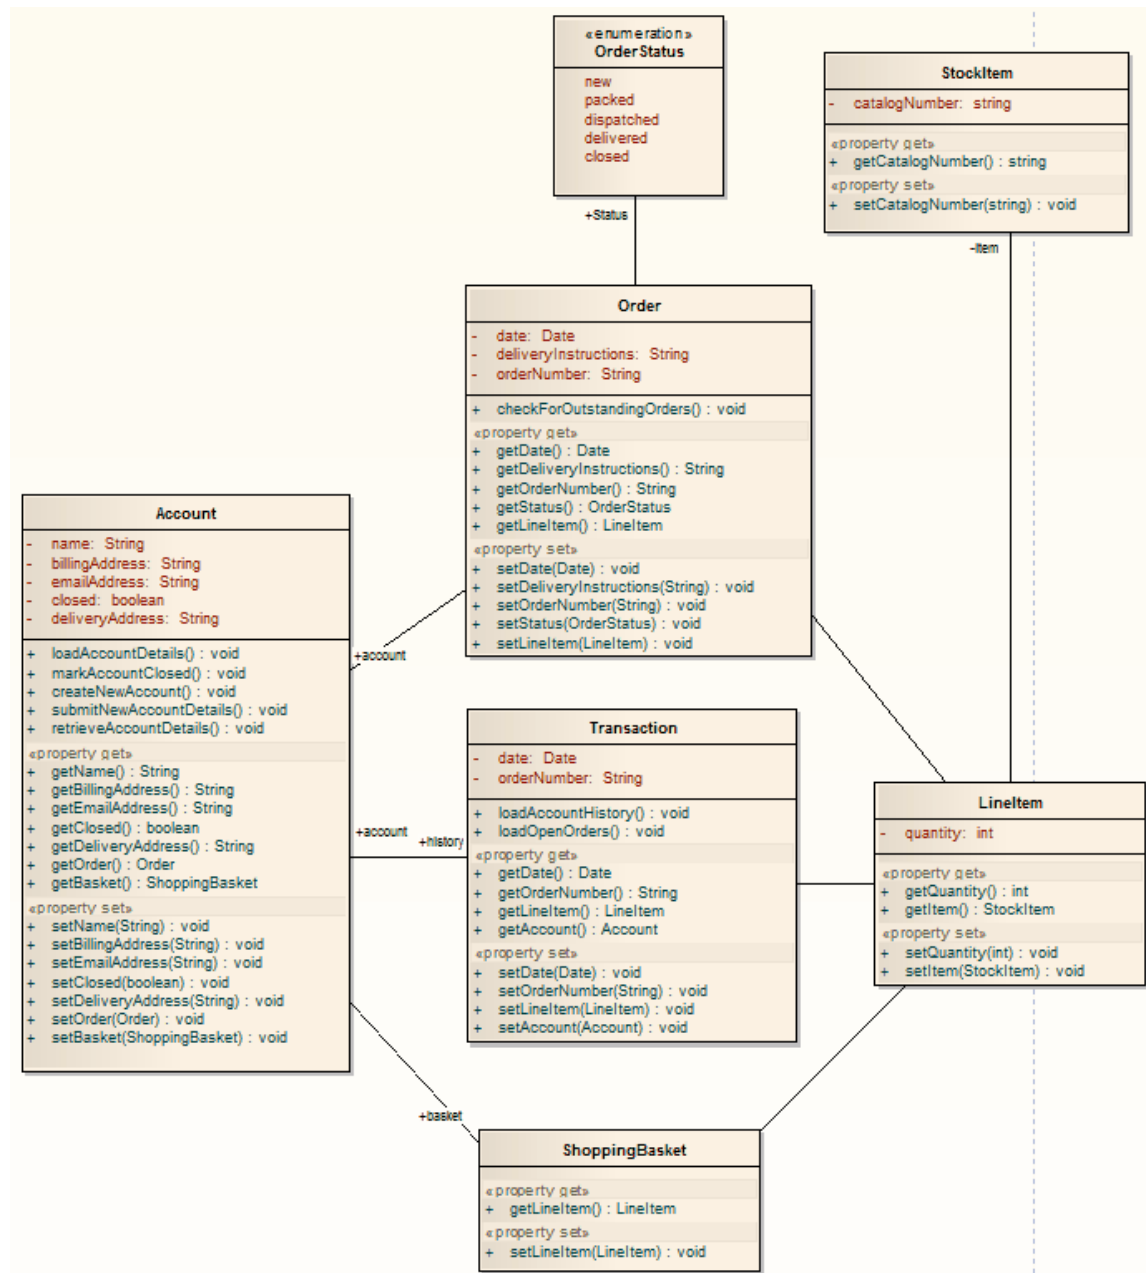 «enumeration»
OrderStatus
new
packed
dispatched
delivered
closed
+Status
StockItem
- catalogNumber: string
«property get»
+ getCatalogNumber() : string
«property set»
+ setCatalogNumber(string) : void
-Item
Order
- date: Date
- deliveryInstructions: String
- orderNumber: String
+ checkForOutstandingOrders() : void
«property get»
+ getDate() : Date
+ getDeliveryInstructions() : String
+ getOrderNumber() : String
+ getStatus() : OrderStatus
+ getLineItem() : LineItem
«property set»
+ setDate(Date) : void
+ setDeliveryInstructions(String) : void
+ setOrderNumber(String) : void
+ setStatus(OrderStatus) : void
+ setLineItem(LineItem) : void
Account
- name: String
- billingAddress: String
- emailAddress: String
- closed: boolean
- deliveryAddress: String
+ loadAccountDetails() : void
+ markAccountClosed() : void
+ createNewAccount() : void
+ submitNewAccountDetails() : void
+ retrieveAccountDetails() : void
«property get»
+ getName() : String
+ getBillingAddress() : String
+ getEmailAddress() : String
+ getClosed() : boolean
+ getDeliveryAddress() : String
+ getOrder() : Order
+ getBasket() : ShoppingBasket
«property set»
+ setName(String) : void
+ setBillingAddress(String) : void
+ setEmailAddress(String) : void
+ setClosed(boolean) : void
+ setDeliveryAddress(String) : void
+ setOrder(Order) : void
+ setBasket(ShoppingBasket) : void
+account
+account
+history
Transaction
- date: Date
- orderNumber: String
+ loadAccountHistory() : void
+ loadOpenOrders() : void
«property get»
+ getDate() : Date
+ getOrderNumber() : String
+ getLineItem() : LineItem
+ getAccount() : Account
«property set»
+ setDate(Date) : void
+ setOrderNumber(String) : void
+ setLineItem(LineItem) : void
+ setAccount(Account) : void
LineItem
- quantity: int
«property get»
+ getQuantity() : int
+ getItem() : StockItem
«property set»
+ setQuantity(int) : void
+ setItem(StockItem) : void
+basket
ShoppingBasket
«property get»
+ getLineItem() : LineItem
«property set»
+ setLineItem(LineItem) : void